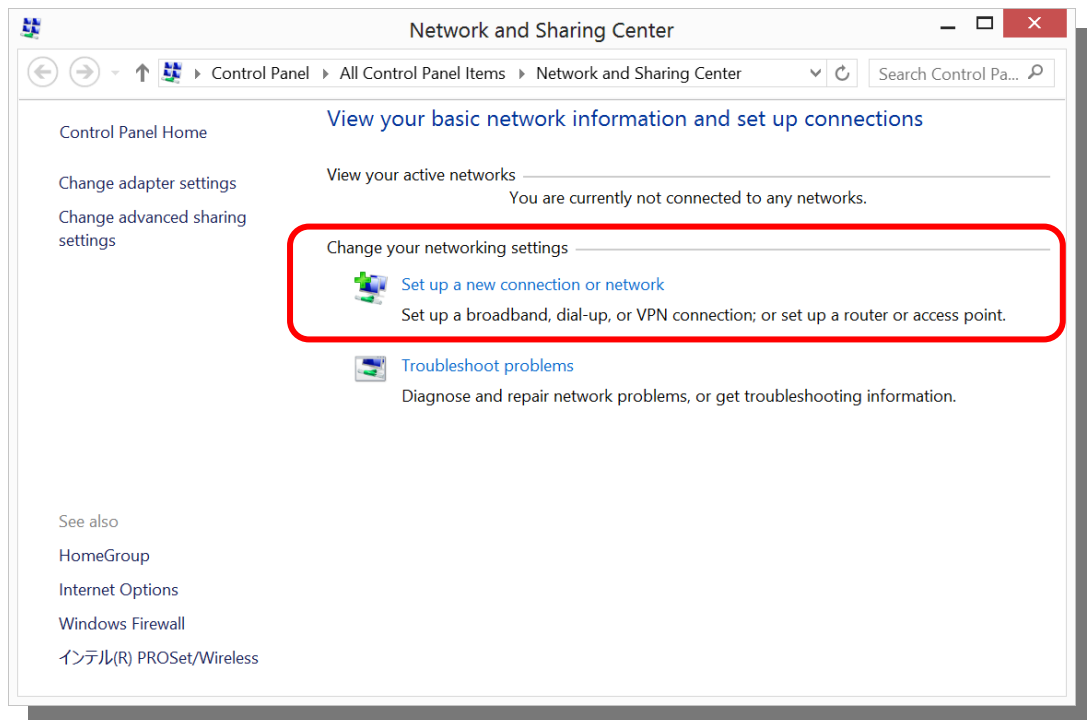 Network and Sharing Center
Control Panel
All Control Panel Items
Network and Sharing Center
Search Control Pa...
Control Panel Home
Change adapter settings
Change advanced sharing
settings
View your basic network information and set up connections
View your active networks
You are currently not connected to any networks.
Change your networking settings
Set up a new connection or network
Set up a broadband, dial-up, or VPN connection; or set up a router or access point.
Troubleshoot problems
Diagnose and repair network problems, or get troubleshooting information.
See also
HomeGroup
Internet Options
Windows Firewall
インテル(R) PROSet/Wireless